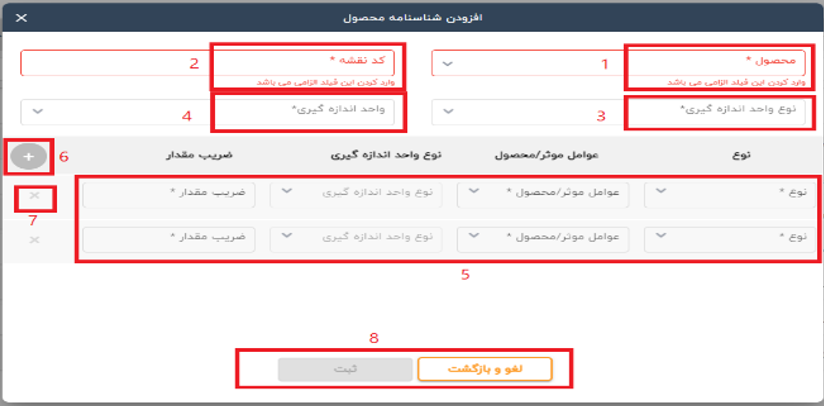 افزودن شناسنامه محصول ×
محصول * 1 کد نقشه * 2
وارد کردن این فیلد الزامی می باشد وارد کردن این فیلد الزامی می باشد
نوع واحد اندازه گیری* 3 واحد اندازه گیری* 4
نوع عوامل موثر/محصول نوع واحد اندازه گیری ضریب مقدار 6 +
نوع * عوامل موثر/محصول * نوع واحد اندازه گیری ضریب مقدار * ×
7
نوع * عوامل موثر/محصول * نوع واحد اندازه گیری ضریب مقدار * ×
5
8
لغو و بازگشت ثبت